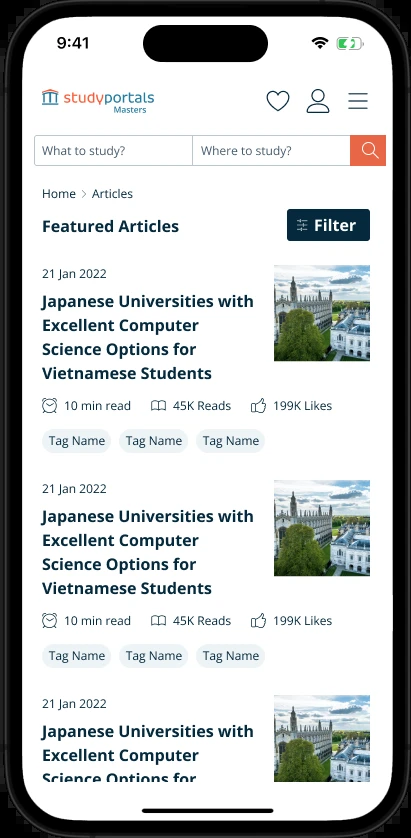 9:41
studyportals
Masters
What to study?
Where to study?
Home > Articles
Featured Articles
Filter
21 Jan 2022
Japanese Universities with
Excellent Computer
Science Options for
Vietnamese Students
10 min read 45K Reads 199K Likes
Tag Name Tag Name Tag Name
21 Jan 2022
Japanese Universities with
Excellent Computer
Science Options for
Vietnamese Students
10 min read 45K Reads 199K Likes
Tag Name Tag Name Tag Name
21 Jan 2022
Japanese Universities with
Excellent Computer
Science Options for